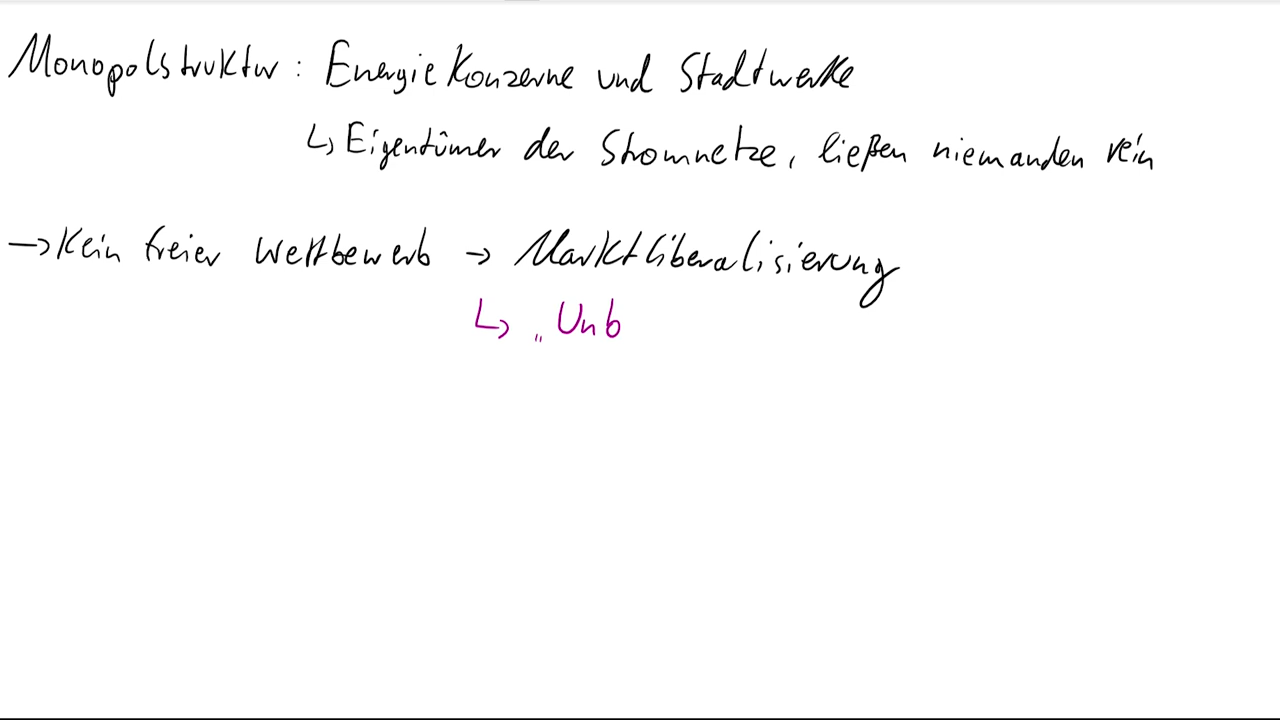 Monopolstruktur: Energiekonzerne und Stadtwerke
↳ Eigentümer der Stromnetze, ließen niemanden rein
→ Kein freier Wettbewerb → Marktliberalisierung
↳ „Unb